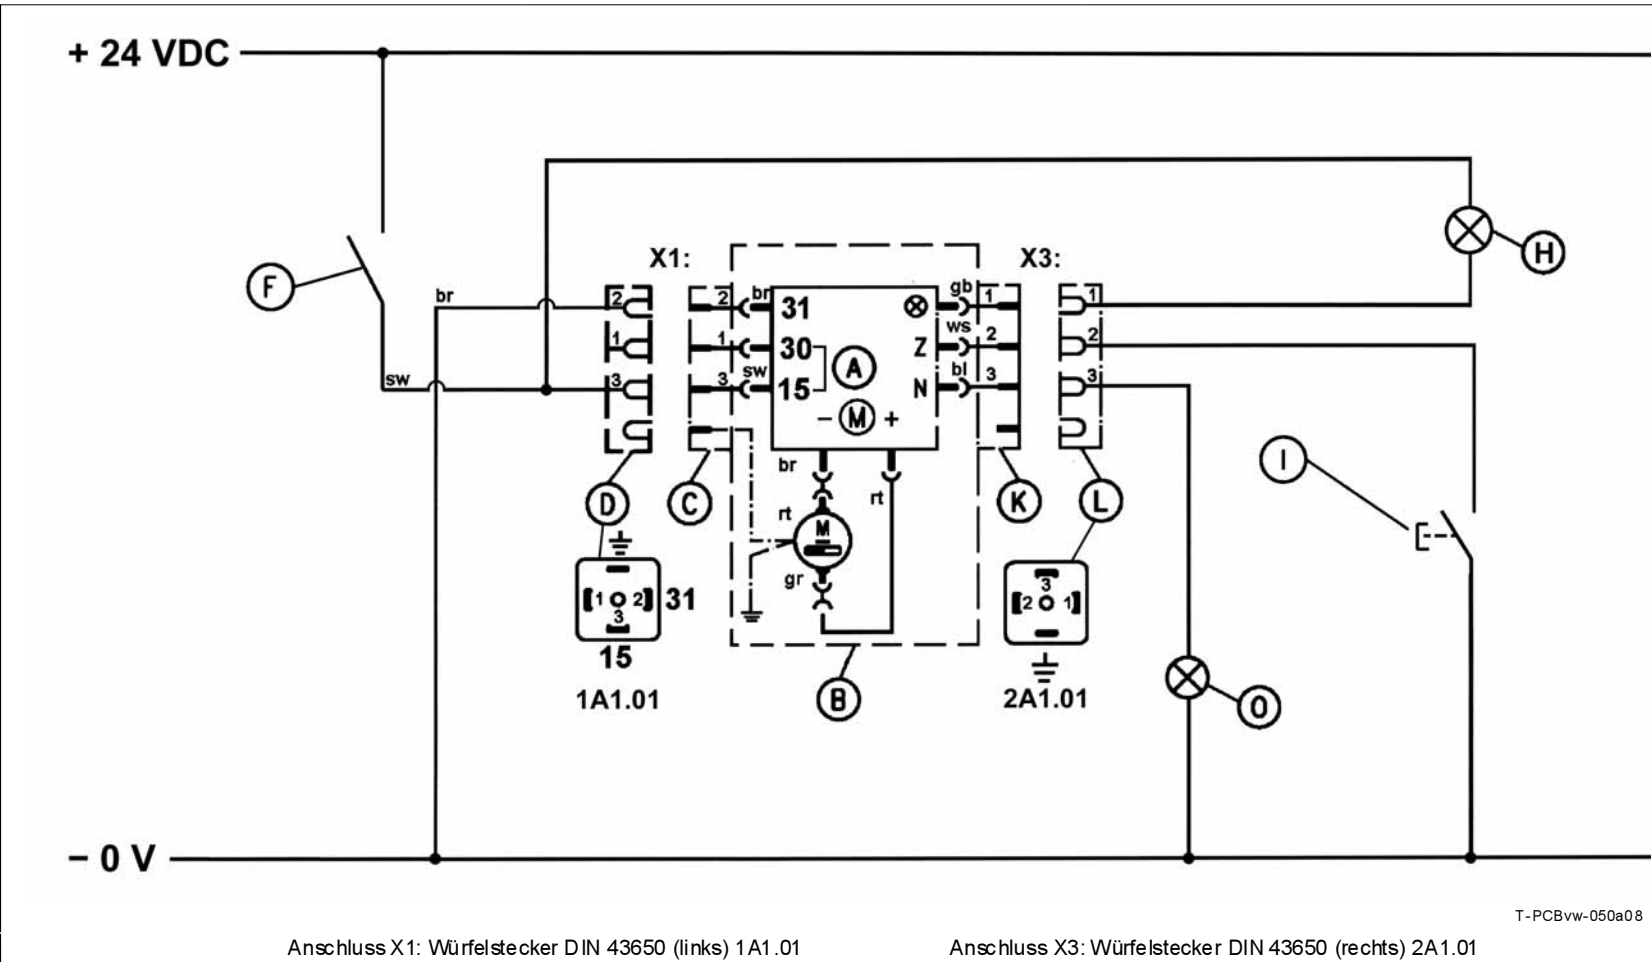 + 24 VDC
H
X1:
X3:
F
br
2
2
br
31
gb
1
1
ws
1
1
30
A
Z
2
2
sw
3
3
sw
15
N
bl
3
3
− M +
br
rt
I
D
C
K
L
rt
M
gr
1 2
3
31
3
2 1
15
1A1.01
B
2A1.01
O
− 0 V
T-PCBvw-050a08
Anschluss X1: Würfelstecker DIN 43650 (links) 1A1.01
Anschluss X3: Würfelstecker DIN 43650 (rechts) 2A1.01